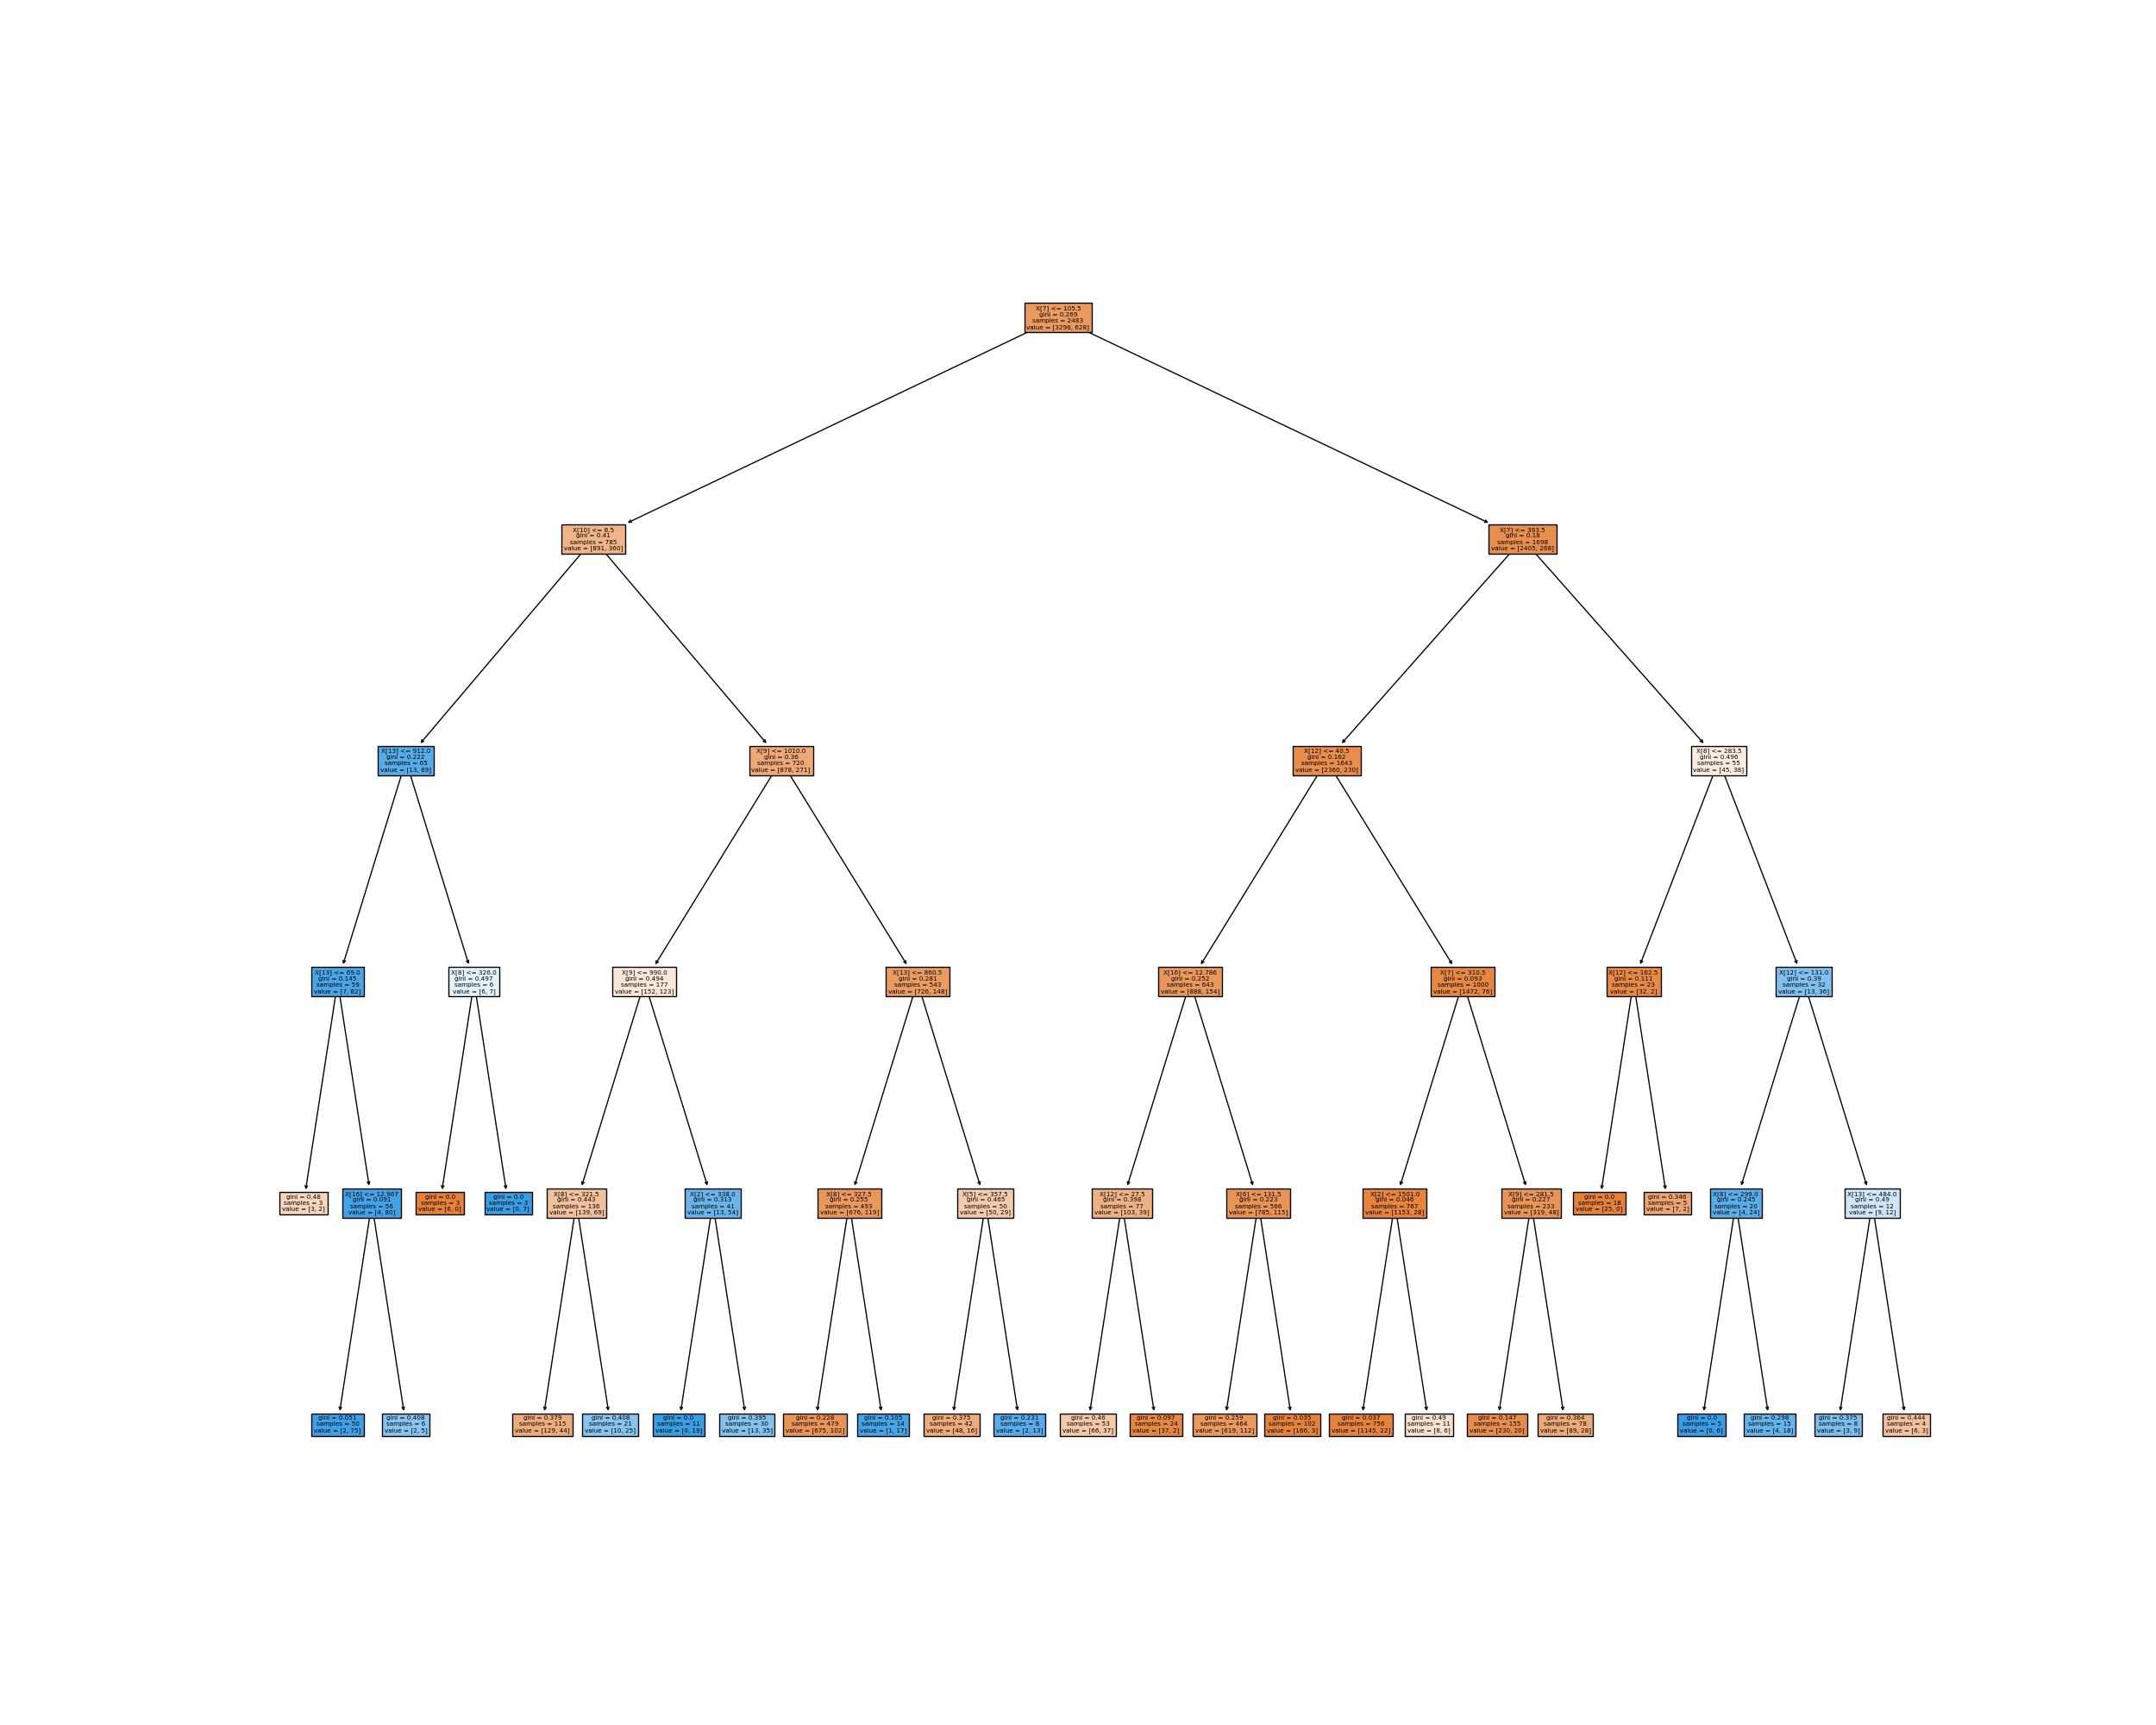 X[7] <= 105.5
gini = 0.269
samples = 2483
value = [3296, 628]
X[10] <= 8.5
gini = 0.41
samples = 785
value = [891, 360]
X[7] <= 393.5
gini = 0.18
samples = 1698
value = [2405, 268]
X[13] <= 912.0
gini = 0.222
samples = 65
value = [13, 89]
X[9] <= 1010.0
gini = 0.36
samples = 720
value = [878, 271]
X[12] <= 40.5
gini = 0.162
samples = 1643
value = [2360, 230]
X[8] <= 283.5
gini = 0.496
samples = 55
value = [45, 38]
X[13] <= 69.0
gini = 0.145
samples = 59
value = [7, 82]
X[8] <= 326.0
gini = 0.497
samples = 6
value = [6, 7]
X[9] <= 990.0
gini = 0.494
samples = 177
value = [152, 123]
X[13] <= 860.5
gini = 0.281
samples = 543
value = [726, 148]
X[16] <= 12.786
gini = 0.252
samples = 643
value = [888, 154]
X[7] <= 310.5
gini = 0.093
samples = 1000
value = [1472, 76]
X[12] <= 162.5
gini = 0.111
samples = 23
value = [32, 2]
X[12] <= 131.0
gini = 0.39
samples = 32
value = [13, 36]
gini = 0.48
samples = 3
value = [3, 2]
X[16] <= 12.967
gini = 0.091
samples = 56
value = [4, 80]
gini = 0.0
samples = 3
value = [6, 0]
gini = 0.0
samples = 3
value = [0, 7]
X[8] <= 321.5
gini = 0.443
samples = 136
value = [139, 69]
X[2] <= 338.0
gini = 0.313
samples = 41
value = [13, 54]
X[8] <= 327.5
gini = 0.255
samples = 493
value = [676, 119]
X[5] <= 357.5
gini = 0.465
samples = 50
value = [50, 29]
X[12] <= 27.5
gini = 0.398
samples = 77
value = [103, 39]
X[6] <= 131.5
gini = 0.223
samples = 566
value = [785, 115]
X[2] <= 1501.0
gini = 0.046
samples = 767
value = [1153, 28]
X[9] <= 281.5
gini = 0.227
samples = 233
value = [319, 48]
gini = 0.0
samples = 18
value = [25, 0]
gini = 0.346
samples = 5
value = [7, 2]
X[8] <= 299.0
gini = 0.245
samples = 20
value = [4, 24]
X[13] <= 484.0
gini = 0.49
samples = 12
value = [9, 12]
gini = 0.051
samples = 50
value = [2, 75]
gini = 0.408
samples = 6
value = [2, 5]
gini = 0.379
samples = 115
value = [129, 44]
gini = 0.408
samples = 21
value = [10, 25]
gini = 0.0
samples = 11
value = [0, 19]
gini = 0.395
samples = 30
value = [13, 35]
gini = 0.228
samples = 479
value = [675, 102]
gini = 0.105
samples = 14
value = [1, 17]
gini = 0.375
samples = 42
value = [48, 16]
gini = 0.231
samples = 8
value = [2, 13]
gini = 0.46
samples = 53
value = [66, 37]
gini = 0.097
samples = 24
value = [37, 2]
gini = 0.259
samples = 464
value = [619, 112]
gini = 0.035
samples = 102
value = [166, 3]
gini = 0.037
samples = 756
value = [1145, 22]
gini = 0.49
samples = 11
value = [8, 6]
gini = 0.147
samples = 155
value = [230, 20]
gini = 0.364
samples = 78
value = [89, 28]
gini = 0.0
samples = 5
value = [0, 6]
gini = 0.298
samples = 15
value = [4, 18]
gini = 0.375
samples = 8
value = [3, 9]
gini = 0.444
samples = 4
value = [6, 3]